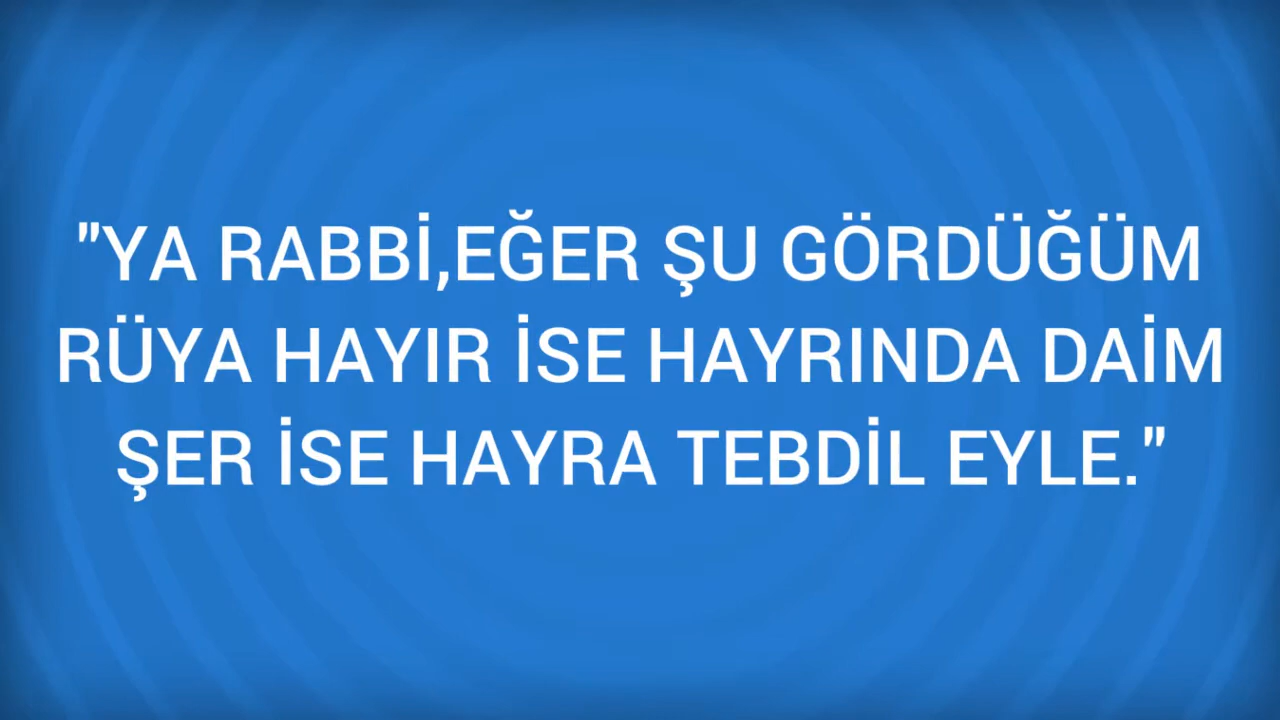 "YA RABBİ,EĞER ŞU GÖRDÜĞÜM
RÜYA HAYIR İSE HAYRINDA DAİM
ŞER İSE HAYRA TEBDİL EYLE."